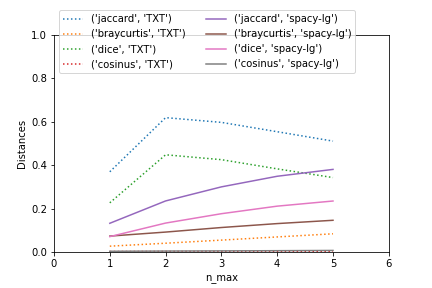 ('jaccard', 'TXT')
('braycurtis', 'TXT')
('dice', 'TXT')
('cosinus', 'TXT')
('jaccard', 'spacy-lg')
('braycurtis', 'spacy-lg')
('dice', 'spacy-lg')
('cosinus', 'spacy-lg')
1.0
0.8
0.6
0.4
0.2
0.0
Distances
0 1 2 3 4 5 6
n_max